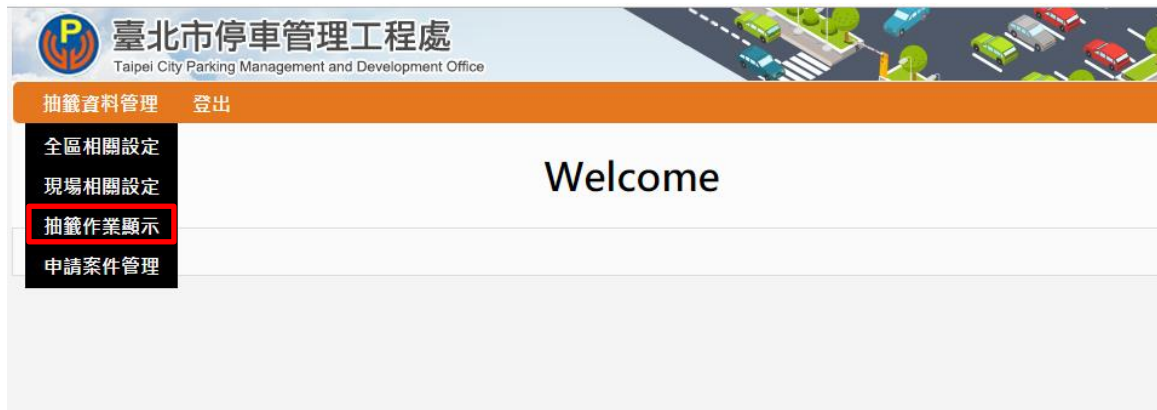 P
臺北市停車管理工程處
Taipei City Parking Management and Development Office
抽籤資料管理 登出
全區相關設定
現場相關設定
抽籤作業顯示
申請案件管理
Welcome